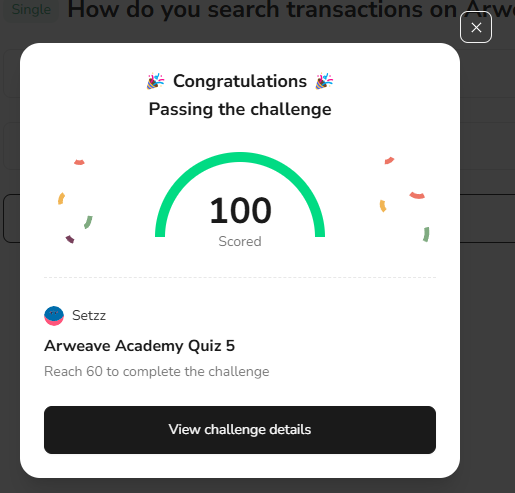 Single How do you search transactions on Arwe
Congratulations
Passing the challenge
100
Scored
Setzz
Arweave Academy Quiz 5
Reach 60 to complete the challenge
View challenge details